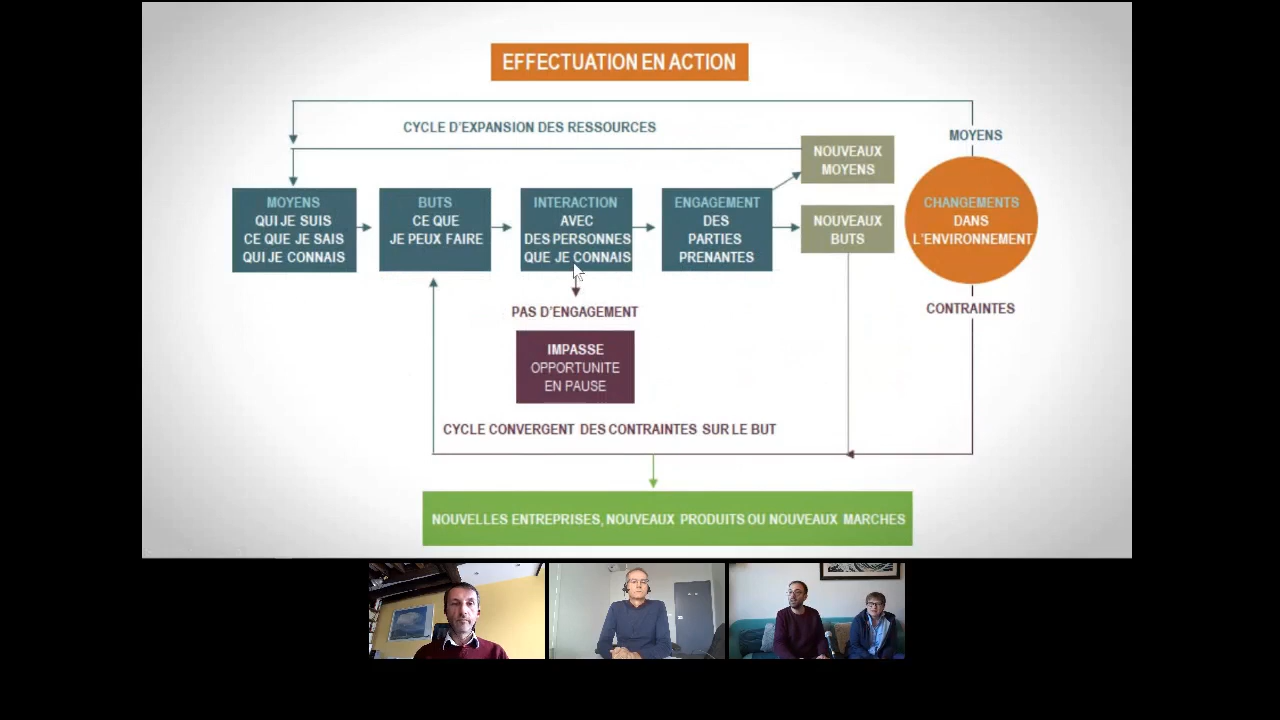 EFFECTUATION EN ACTION
CYCLE D'EXPANSION DES RESSOURCES
MOYENS
NOUVEAUX
MOYENS
MOYENS
QUI JE SUIS
CE QUE JE SAIS
QUI JE CONNAIS
BUTS
CE QUE
JE PEUX FAIRE
INTERACTION
AVEC
DES PERSONNES
QUE JE CONNAIS
ENGAGEMENT
DES
PARTIES
PRENANTES
NOUVEAUX
BUTS
CHANGEMENTS
DANS
L'ENVIRONNEMENT
CONTRAINTES
PAS D'ENGAGEMENT
IMPASSE
OPPORTUNITE
EN PAUSE
CYCLE CONVERGENT DES CONTRAINTES SUR LE BUT
NOUVELLES ENTREPRISES, NOUVEAUX PRODUITS OU NOUVEAUX MARCHES